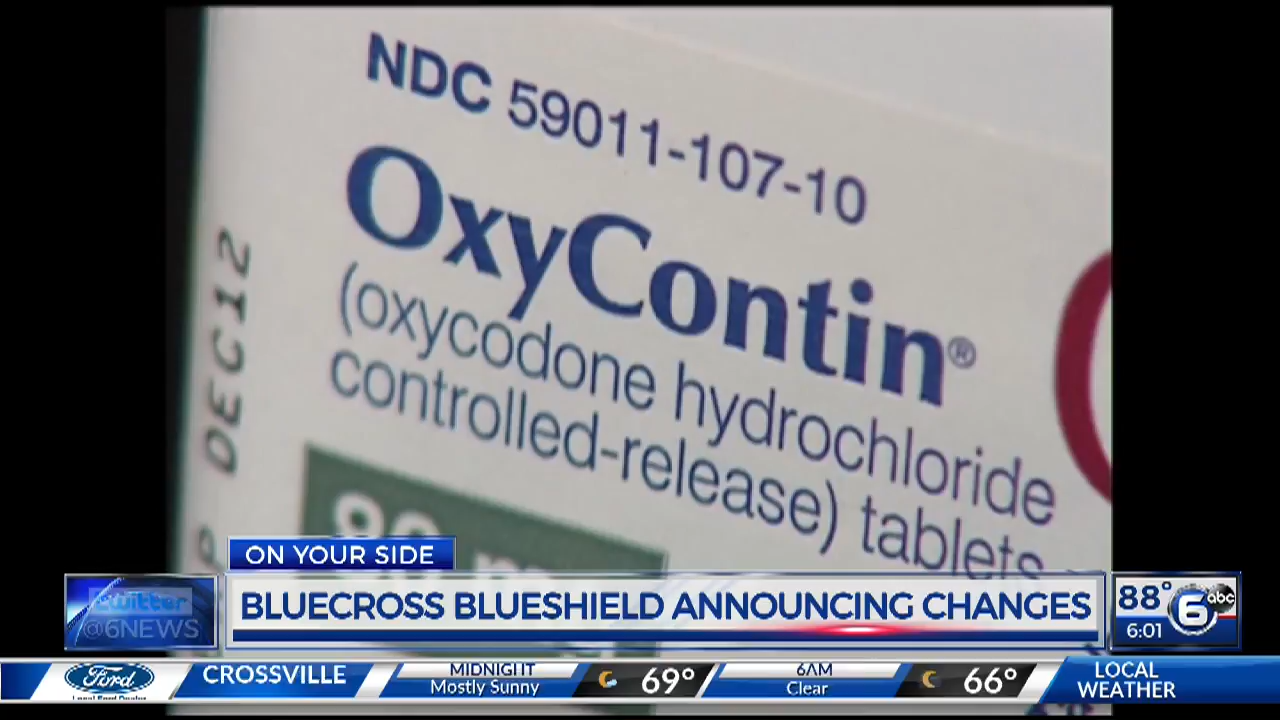 NDC 59011-107-10
OxyContin®
(oxycodone hydrochloride
controlled-release) tablets
DEC12
ON YOUR SIDE
BLUECROSS BLUESHIELD ANNOUNCING CHANGES
twitter
@6NEWS
88°
6 abc
6:01
Ford
CROSSVILLE
MIDNIGHT
Mostly Sunny
69°
6AM
Clear
66°
LOCAL
WEATHER